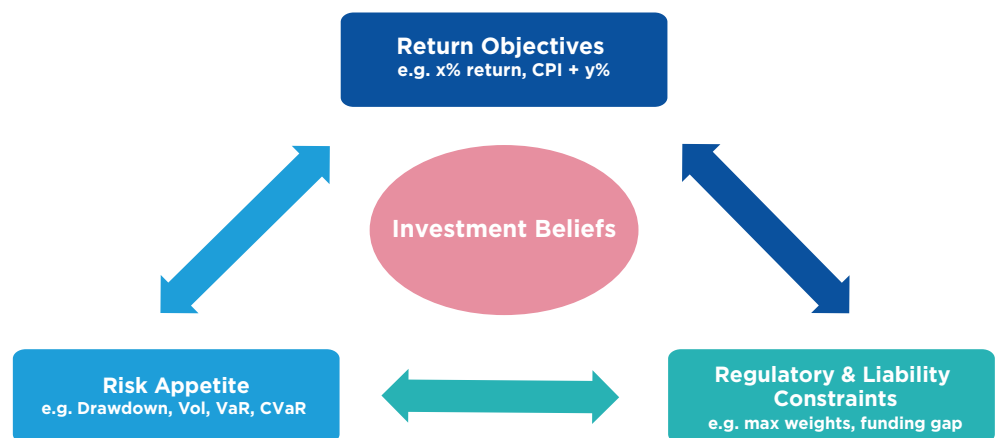 Return Objectives
e.g. x% return, CPI + y%
Investment Beliefs
Risk Appetite
e.g. Drawdown, Vol, VaR, CVaR
Regulatory & Liability
Constraints
e.g. max weights, funding gap